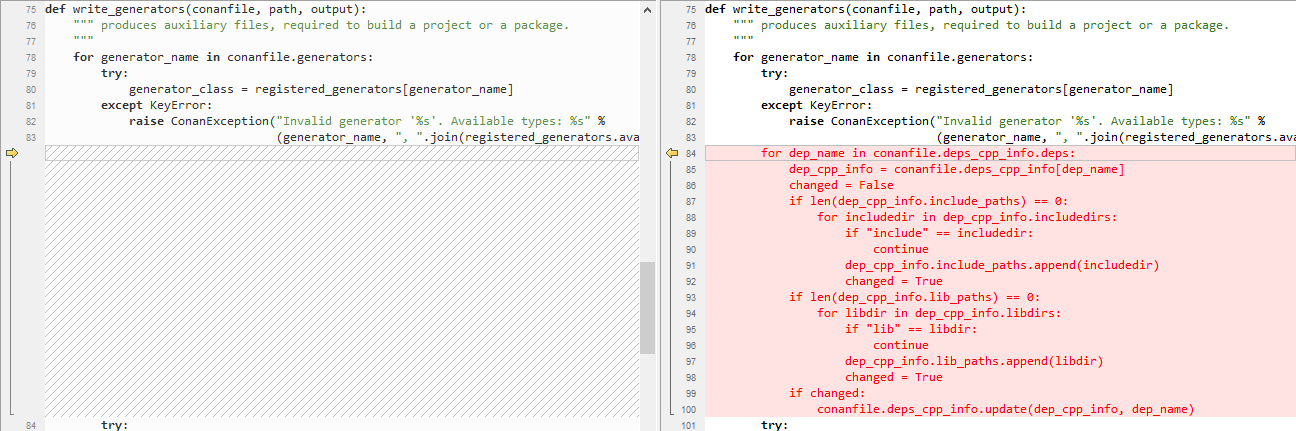 75 def write_generators(conanfile, path, output):
76     """ produces auxiliary files, required to build a project or a package.
77     """
78     for generator_name in conanfile.generators:
79         try:
80             generator_class = registered_generators[generator_name]
81         except KeyError:
82             raise ConanException("Invalid generator '%s'. Available types: %s" %
83                                  (generator_name, ", ".join(registered_generators.ava
84         try:
75 def write_generators(conanfile, path, output):
76     """ produces auxiliary files, required to build a project or a package.
77     """
78     for generator_name in conanfile.generators:
79         try:
80             generator_class = registered_generators[generator_name]
81         except KeyError:
82             raise ConanException("Invalid generator '%s'. Available types: %s" %
83                                  (generator_name, ", ".join(registered_generators.ava
84         for dep_name in conanfile.deps_cpp_info.deps:
85             dep_cpp_info = conanfile.deps_cpp_info[dep_name]
86             changed = False
87             if len(dep_cpp_info.include_paths) == 0:
88                 for includedir in dep_cpp_info.includedirs:
89                     if "include" == includedir:
90                         continue
91                     dep_cpp_info.include_paths.append(includedir)
92                     changed = True
93             if len(dep_cpp_info.lib_paths) == 0:
94                 for libdir in dep_cpp_info.libdirs:
95                     if "lib" == libdir:
96                         continue
97                     dep_cpp_info.lib_paths.append(libdir)
98                     changed = True
99             if changed:
100                 conanfile.deps_cpp_info.update(dep_cpp_info, dep_name)
101         try: